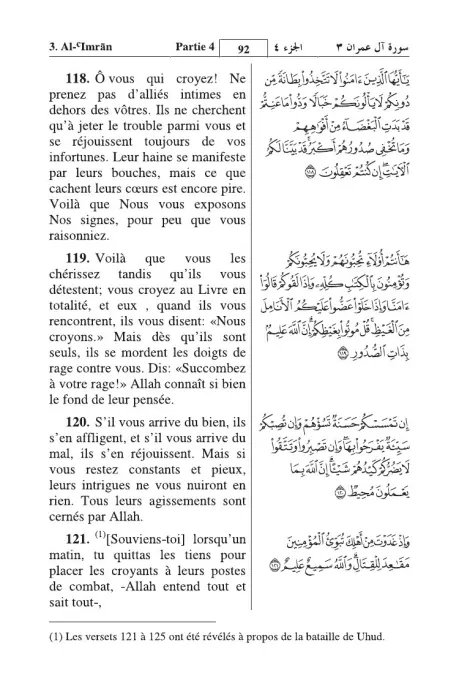 3. Al-ᶜImrān Partie 4 92 الجزء ٤ سورة آل عمران ٣
118. Ô vous qui croyez! Ne
prenez pas d'alliés intimes en
dehors des vôtres. Ils ne cherchent
qu'à jeter le trouble parmi vous et
se réjouissent toujours de vos
infortunes. Leur haine se manifeste
par leurs bouches, mais ce que
cachent leurs cœurs est encore pire.
Voilà que Nous vous exposons
Nos signes, pour peu que vous
raisonniez.
119. Voilà que vous les
chérissez tandis qu'ils vous
détestent; vous croyez au Livre en
totalité, et eux , quand ils vous
rencontrent, ils vous disent: «Nous
croyons.» Mais dès qu'ils sont
seuls, ils se mordent les doigts de
rage contre vous. Dis: «Succombez
à votre rage!» Allah connaît si bien
le fond de leur pensée.
120. S'il vous arrive du bien, ils
s'en affligent, et s'il vous arrive du
mal, ils s'en réjouissent. Mais si
vous restez constants et pieux,
leurs intrigues ne vous nuiront en
rien. Tous leurs agissements sont
cernés par Allah.
121. (1)[Souviens-toi] lorsqu'un
matin, tu quittas les tiens pour
placer les croyants à leurs postes
de combat, -Allah entend tout et
sait tout-,
يَٰٓأَيُّهَا ٱلَّذِينَ ءَامَنُوا۟ لَا تَتَّخِذُوا۟ بِطَانَةً مِّن
دُونِكُمْ لَا يَأْلُونَكُمْ خَبَالًا وَدُّوا۟ مَا عَنِتُّمْ
قَدْ بَدَتِ ٱلْبَغْضَآءُ مِنْ أَفْوَٰهِهِمْ
وَمَا تُخْفِى صُدُورُهُمْ أَكْبَرُ ۚ قَدْ بَيَّنَّا لَكُمُ
ٱلْءَايَٰتِ ۖ إِن كُنتُمْ تَعْقِلُونَ ١١٨
هَٰٓأَنتُمْ أُو۟لَآءِ تُحِبُّونَهُمْ وَلَا يُحِبُّونَكُمْ
وَتُؤْمِنُونَ بِٱلْكِتَٰبِ كُلِّهِۦ وَإِذَا لَقُوكُمْ قَالُوٓا۟
ءَامَنَّا وَإِذَا خَلَوْا۟ عَضُّوا۟ عَلَيْكُمُ ٱلْأَنَامِلَ
مِنَ ٱلْغَيْظِ ۚ قُلْ مُوتُوا۟ بِغَيْظِكُمْ ۗ إِنَّ ٱللَّهَ عَلِيمٌۢ
بِذَاتِ ٱلصُّدُورِ ١١٩
إِن تَمْسَسْكُمْ حَسَنَةٌ تَسُؤْهُمْ وَإِن تُصِبْكُمْ
سَيِّئَةٌ يَفْرَحُوا۟ بِهَا ۖ وَإِن تَصْبِرُوا۟ وَتَتَّقُوا۟
لَا يَضُرُّكُمْ كَيْدُهُمْ شَيْـًٔا ۗ إِنَّ ٱللَّهَ بِمَا
يَعْمَلُونَ مُحِيطٌ ١٢٠
وَإِذْ غَدَوْتَ مِنْ أَهْلِكَ تُبَوِّئُ ٱلْمُؤْمِنِينَ
مَقَٰعِدَ لِلْقِتَالِ ۗ وَٱللَّهُ سَمِيعٌ عَلِيمٌ ١٢١
(1) Les versets 121 à 125 ont été révélés à propos de la bataille de Uhud.